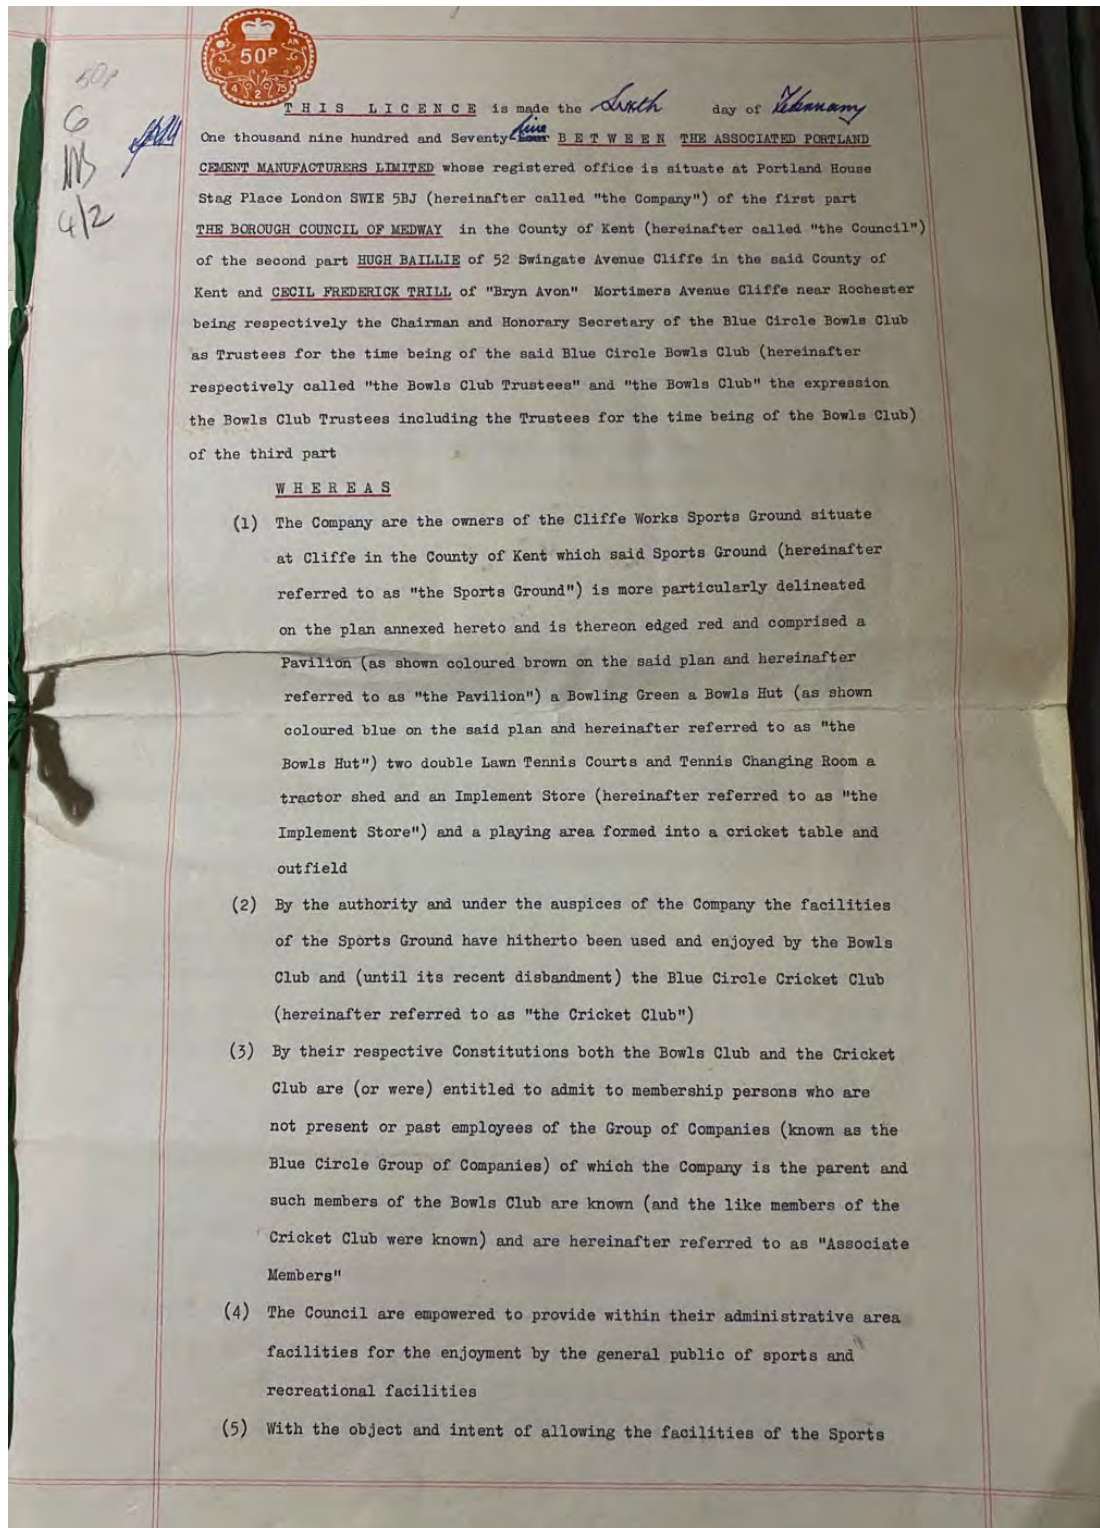 50P
AN
50P
4 2 75
6
4/2
THIS LICENCE is made the Sixth day of February
One thousand nine hundred and Seventy five four BETWEEN THE ASSOCIATED PORTLAND
CEMENT MANUFACTURERS LIMITED whose registered office is situate at Portland House
Stag Place London SWIE 5BJ (hereinafter called "the Company") of the first part
THE BOROUGH COUNCIL OF MEDWAY in the County of Kent (hereinafter called "the Council")
of the second part HUGH BAILLIE of 52 Swingate Avenue Cliffe in the said County of
Kent and CECIL FREDERICK TRILL of "Bryn Avon" Mortimers Avenue Cliffe near Rochester
being respectively the Chairman and Honorary Secretary of the Blue Circle Bowls Club
as Trustees for the time being of the said Blue Circle Bowls Club (hereinafter
respectively called "the Bowls Club Trustees" and "the Bowls Club" the expression
the Bowls Club Trustees including the Trustees for the time being of the Bowls Club)
of the third part
WHEREAS
(1) The Company are the owners of the Cliffe Works Sports Ground situate
at Cliffe in the County of Kent which said Sports Ground (hereinafter
referred to as "the Sports Ground") is more particularly delineated
on the plan annexed hereto and is thereon edged red and comprised a
Pavilion (as shown coloured brown on the said plan and hereinafter
referred to as "the Pavilion") a Bowling Green a Bowls Hut (as shown
coloured blue on the said plan and hereinafter referred to as "the
Bowls Hut") two double Lawn Tennis Courts and Tennis Changing Room a
tractor shed and an Implement Store (hereinafter referred to as "the
Implement Store") and a playing area formed into a cricket table and
outfield
(2) By the authority and under the auspices of the Company the facilities
of the Sports Ground have hitherto been used and enjoyed by the Bowls
Club and (until its recent disbandment) the Blue Circle Cricket Club
(hereinafter referred to as "the Cricket Club")
(3) By their respective Constitutions both the Bowls Club and the Cricket
Club are (or were) entitled to admit to membership persons who are
not present or past employees of the Group of Companies (known as the
Blue Circle Group of Companies) of which the Company is the parent and
such members of the Bowls Club are known (and the like members of the
Cricket Club were known) and are hereinafter referred to as "Associate
Members"
(4) The Council are empowered to provide within their administrative area
facilities for the enjoyment by the general public of sports and
recreational facilities
(5) With the object and intent of allowing the facilities of the Sports